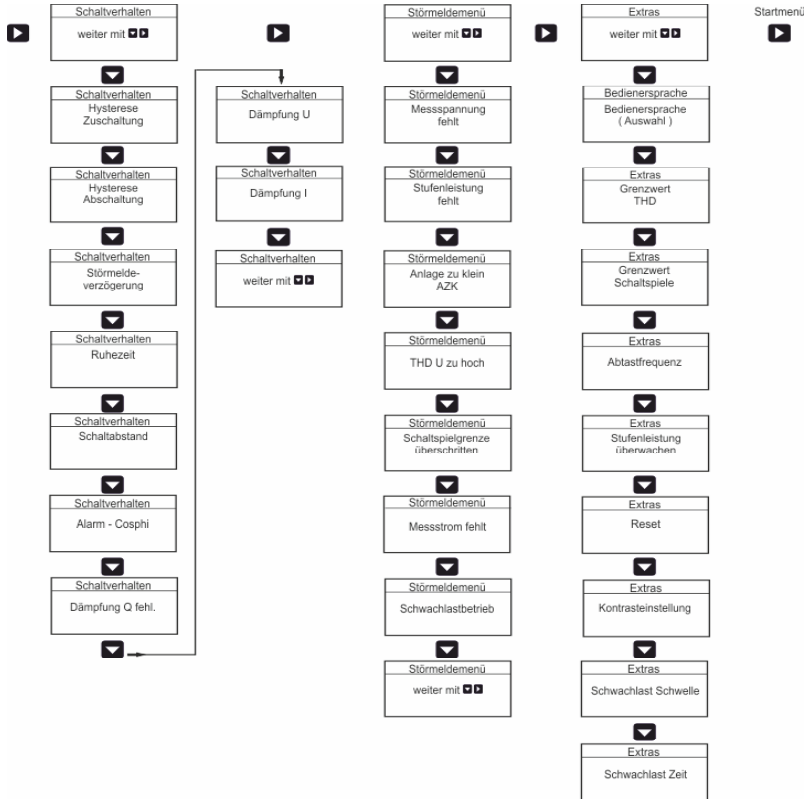 Schaltverhalten
weiter mit
Schaltverhalten
Hysterese
Zuschaltung
Schaltverhalten
Hysterese
Abschaltung
Schaltverhalten
Störmelde-
verzögerung
Schaltverhalten
Ruhezeit
Schaltverhalten
Schaltabstand
Schaltverhalten
Alarm - Cosphi
Schaltverhalten
Dämpfung Q fehl.
Schaltverhalten
Dämpfung U
Schaltverhalten
Dämpfung I
Schaltverhalten
weiter mit
Störmeldemenü
weiter mit
Störmeldemenü
Messspannung
fehlt
Störmeldemenü
Stufenleistung
fehlt
Störmeldemenü
Anlage zu klein
AZK
Störmeldemenü
THD U zu hoch
Störmeldemenü
Schaltspielgrenze
überschritten
Störmeldemenü
Messstrom fehlt
Störmeldemenü
Schwachlastbetrieb
Störmeldemenü
weiter mit
Extras
weiter mit
Bedienersprache
Bedienersprache
( Auswahl )
Extras
Grenzwert
THD
Extras
Grenzwert
Schaltspiele
Extras
Abtastfrequenz
Extras
Stufenleistung
überwachen
Extras
Reset
Extras
Kontrasteinstellung
Extras
Schwachlast Schwelle
Extras
Schwachlast Zeit
Startmenü